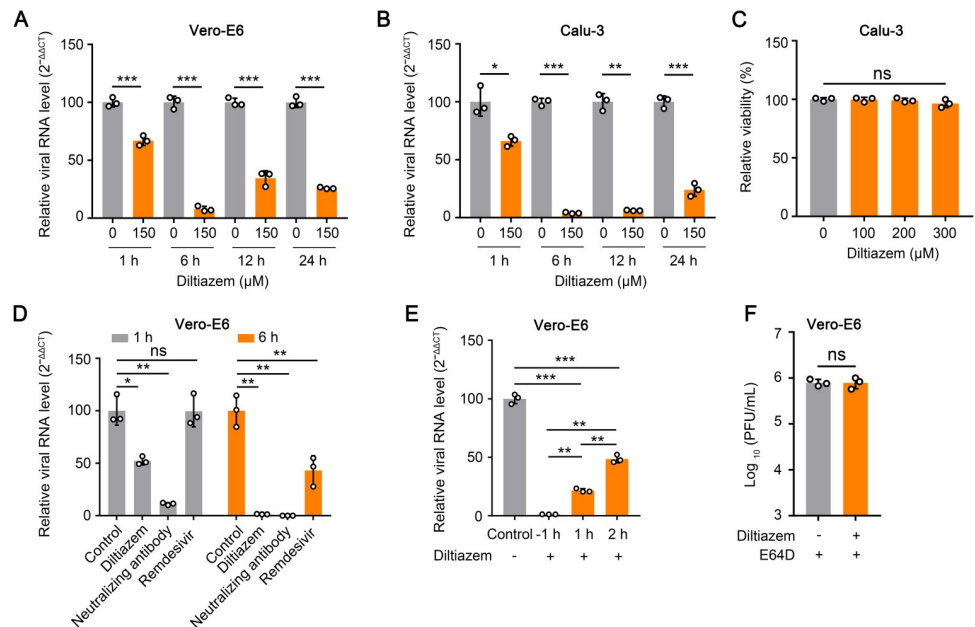 A
Vero-E6
Relative viral RNA level (2−ΔΔCT)
150
100
50
0
*** *** *** ***
0 150 0 150 0 150 0 150
1 h 6 h 12 h 24 h
Diltiazem (µM)
B
Calu-3
Relative viral RNA level (2−ΔΔCT)
150
100
50
0
* *** ** ***
0 150 0 150 0 150 0 150
1 h 6 h 12 h 24 h
Diltiazem (µM)
C
Calu-3
Relative viability (%)
150
100
50
0
ns
0 100 200 300
Diltiazem (µM)
D
Vero-E6
1 h 6 h
Relative viral RNA level (2−ΔΔCT)
150
100
50
0
ns
**
*
**
**
**
Control
Diltiazem
Neutralizing antibody
Remdesivir
Control
Diltiazem
Neutralizing antibody
Remdesivir
E
Vero-E6
Relative viral RNA level (2−ΔΔCT)
150
100
50
0
***
***
**
** **
Control -1 h 1 h 2 h
Diltiazem - + + +
F
Vero-E6
Log 10 (PFU/mL)
7
6
5
4
3
ns
Diltiazem - +
E64D + +